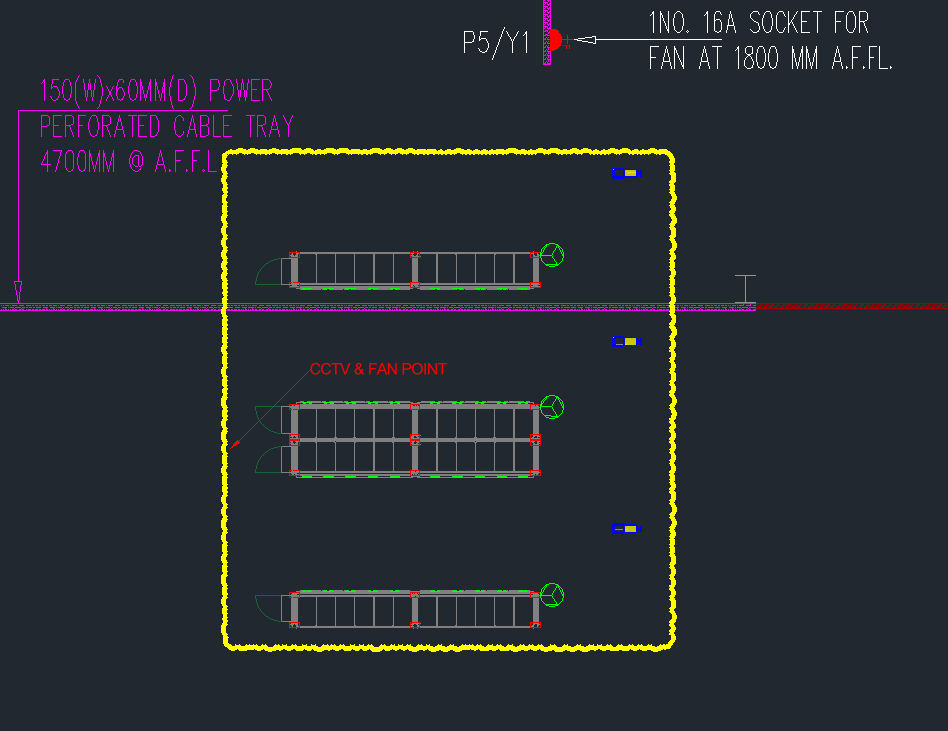 P5/Y1
1NO. 16A SOCKET FOR
FAN AT 1800 MM A.F.FL.
150(W)x60MM(D) POWER
PERFORATED CABLE TRAY
4700MM @ A.F.F.L
CCTV & FAN POINT